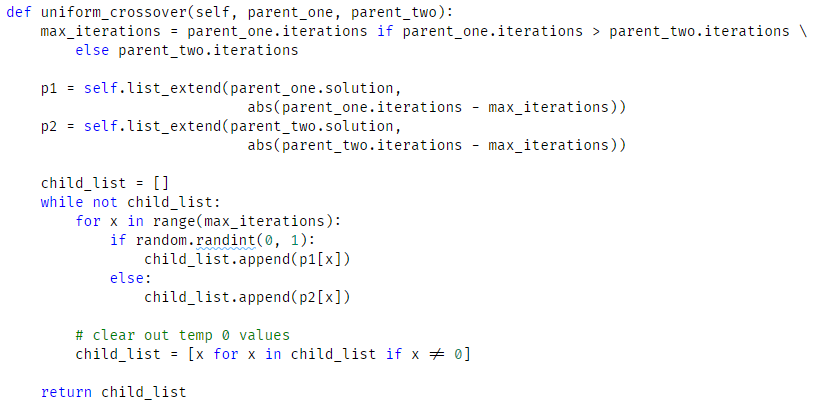 def uniform_crossover(self, parent_one, parent_two):
    max_iterations = parent_one.iterations if parent_one.iterations > parent_two.iterations \
        else parent_two.iterations

    p1 = self.list_extend(parent_one.solution,
                            abs(parent_one.iterations - max_iterations))
    p2 = self.list_extend(parent_two.solution,
                            abs(parent_two.iterations - max_iterations))

    child_list = []
    while not child_list:
        for x in range(max_iterations):
            if random.randint(0, 1):
                child_list.append(p1[x])
            else:
                child_list.append(p2[x])

        # clear out temp 0 values
        child_list = [x for x in child_list if x ≠ 0]

    return child_list